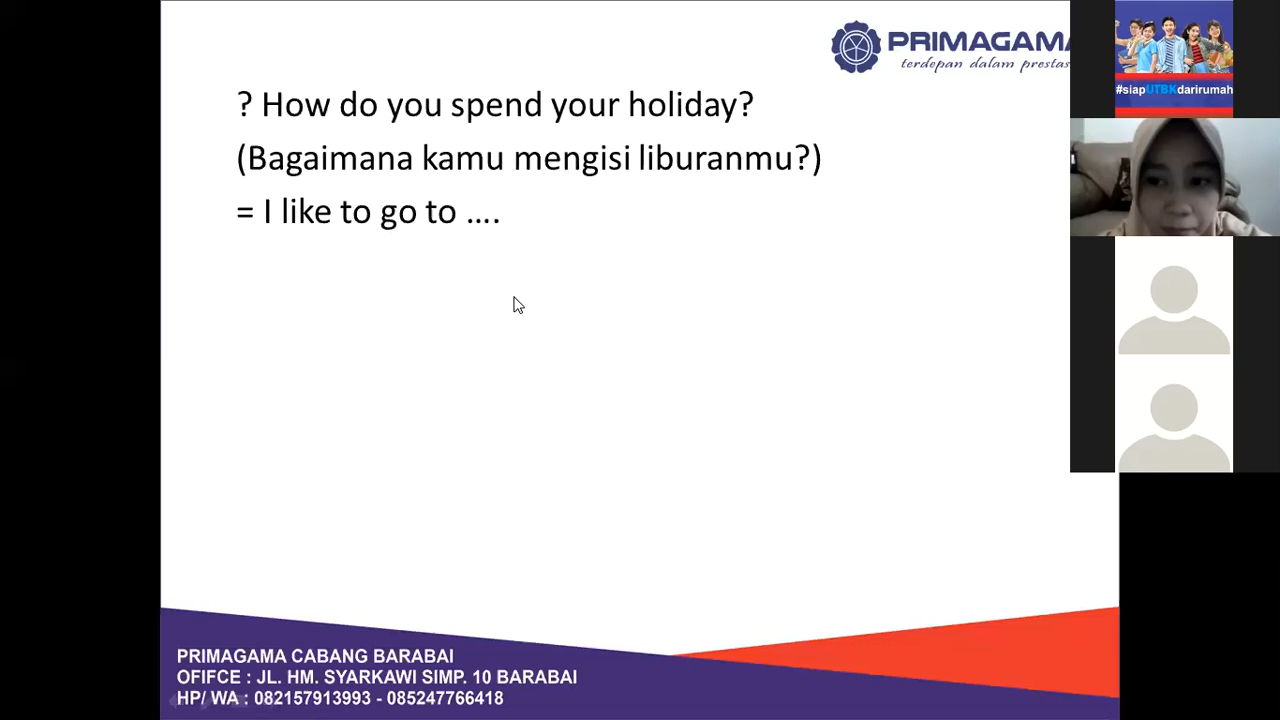 PRIMAGAMA
terdepan dalam prestas
#siapUTBKdarirumah
? How do you spend your holiday?
(Bagaimana kamu mengisi liburanmu?)
= I like to go to ....
PRIMAGAMA CABANG BARABAI
OFIFCE : JL. HM. SYARKAWI SIMP. 10 BARABAI
HP/ WA : 082157913993 - 085247766418